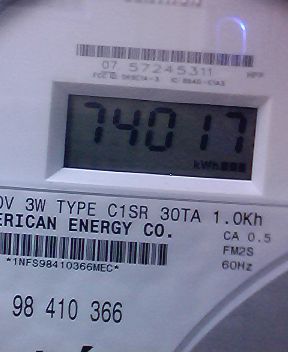 07 57245311
HPP
74017
kWh
0V 3W TYPE C1SR 30TA 1.0Kh
ERICAN ENERGY CO.
CA 0.5
FM2S
60Hz
*1NFS98410366MEC*
98 410 366